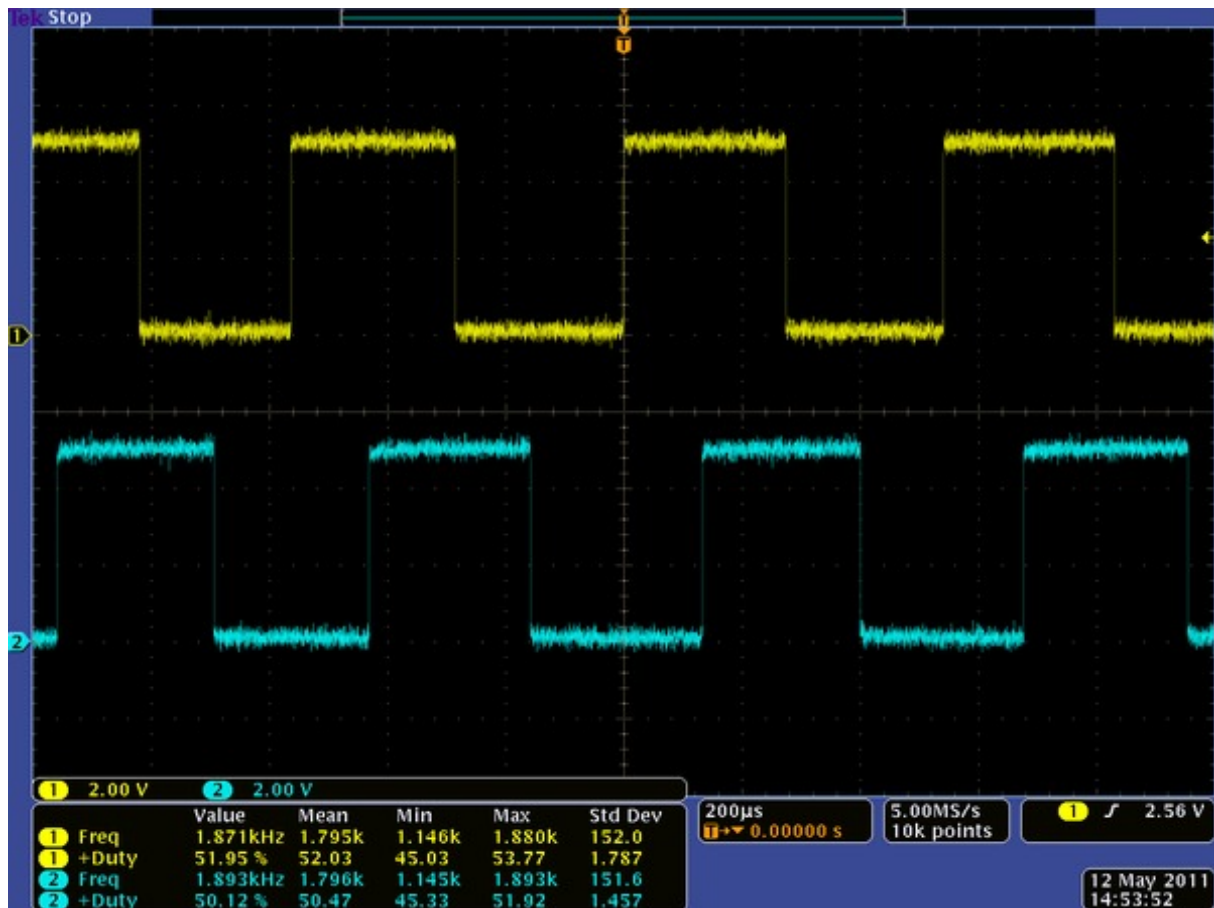 Tek Stop
T
T
1
2
1 2.00 V 2 2.00 V
Value Mean Min Max Std Dev
1 Freq 1.871kHz 1.795k 1.146k 1.880k 152.0
1 +Duty 51.95 % 52.03 45.03 53.77 1.787
2 Freq 1.893kHz 1.796k 1.145k 1.893k 151.6
2 +Duty 50.12 % 50.47 45.33 51.92 1.457
200µs
T→▼ 0.00000 s
5.00MS/s
10k points
1 ƒ 2.56 V
12 May 2011
14:53:52